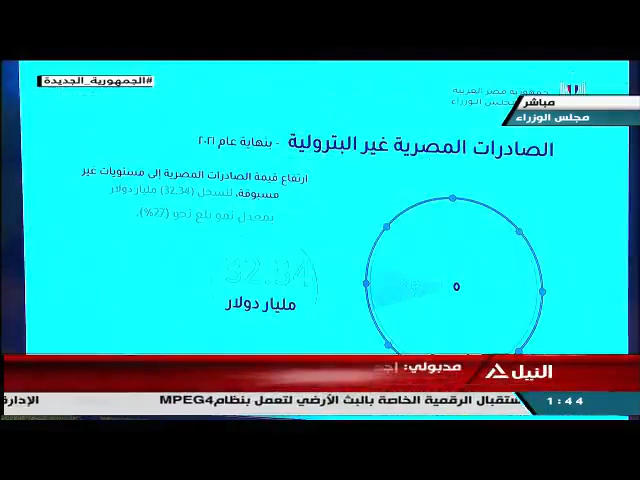 #الجمهورية_الجديدة
جمهورية مصر العربية
مجلس الوزراء
مباشر
مجلس الوزراء
الصادرات المصرية غير البترولية - بنهاية عام ٢٠٢١
ارتفاع قيمة الصادرات المصرية إلى مستويات غير
مسبوقة، لتسجل (32.34) مليار دولار
بمعدل نمو بلغ نحو (27%).
32.34
مليار دولار
٥
مدبولي:
النيل
ستقبال الرقمية الخاصة بالبث الأرضي لتعمل بنظام MPEG4
الإدارة
1:44